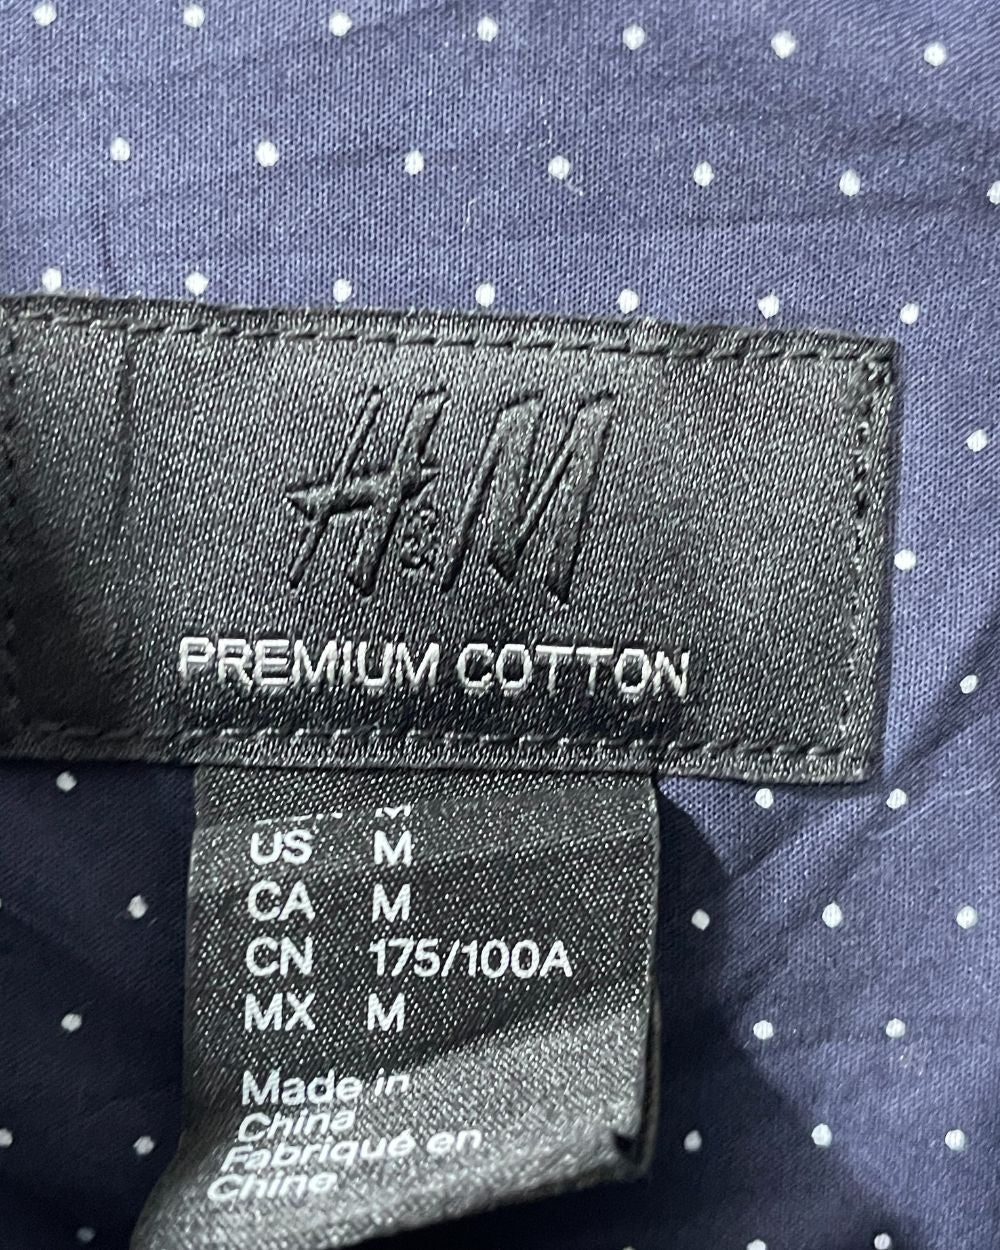 H&M
PREMIUM COTTON
US M
CA M
CN 175/100A
MX M
Made in
China
Fabriqué en
Chine